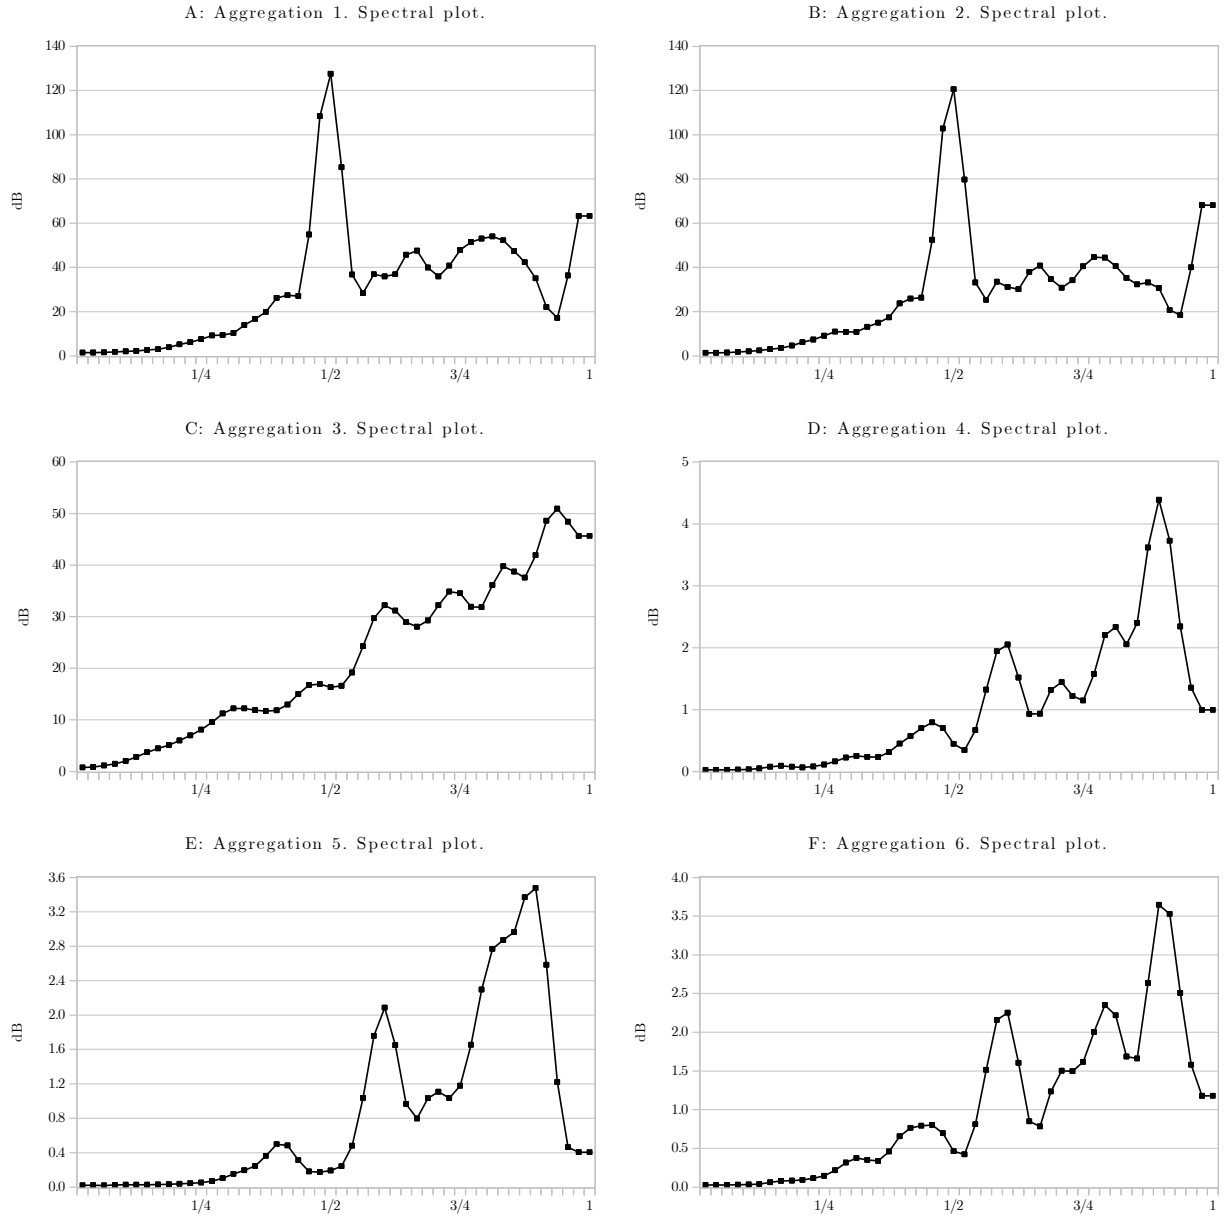 A: Aggregation 1. Spectral plot.
140
120
100
80
60
40
20
0
dB
1/4 1/2 3/4 1
B: Aggregation 2. Spectral plot.
140
120
100
80
60
40
20
0
dB
1/4 1/2 3/4 1
C: Aggregation 3. Spectral plot.
60
50
40
30
20
10
0
dB
1/4 1/2 3/4 1
D: Aggregation 4. Spectral plot.
5
4
3
2
1
0
dB
1/4 1/2 3/4 1
E: Aggregation 5. Spectral plot.
3.6
3.2
2.8
2.4
2.0
1.6
1.2
0.8
0.4
0.0
dB
1/4 1/2 3/4 1
F: Aggregation 6. Spectral plot.
4.0
3.5
3.0
2.5
2.0
1.5
1.0
0.5
0.0
dB
1/4 1/2 3/4 1